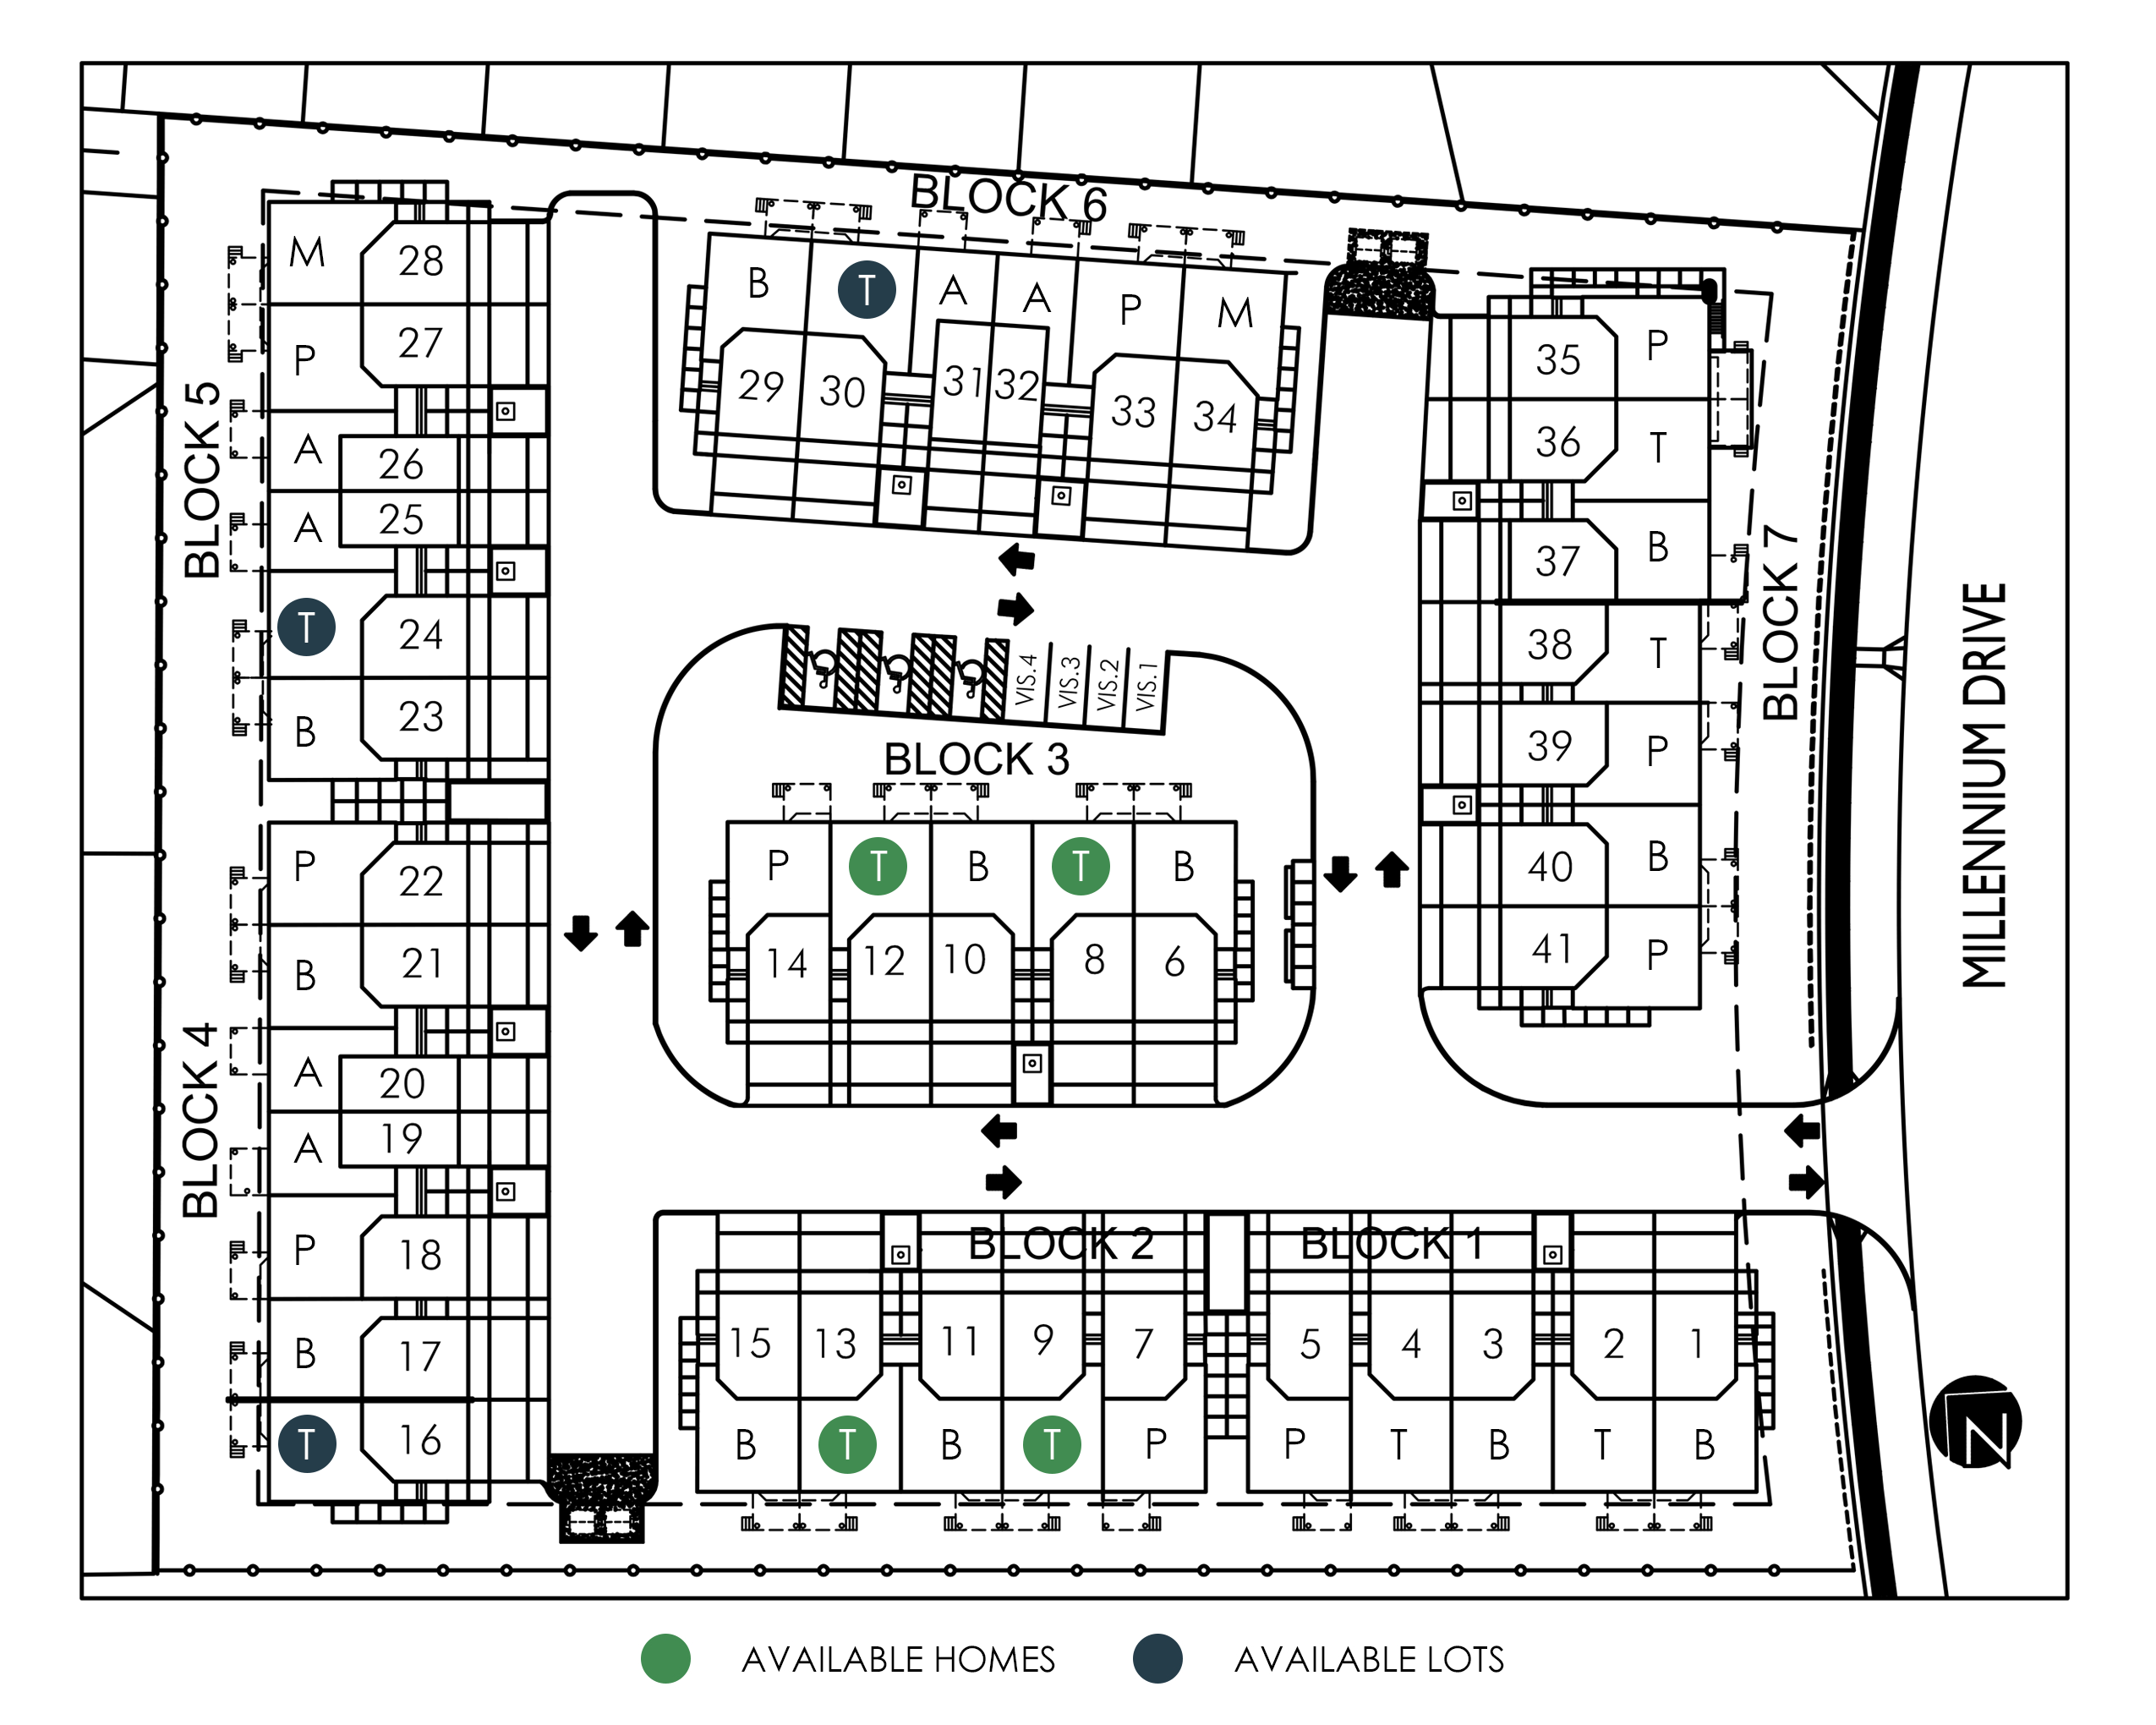 BLOCK 6
M 28
P 27
A 26
A 25
T 24
B 23
BLOCK 5
B T A A P M
29 30 31 32 33 34
35 P
36 T
37 B
38 T
39 P
40 B
41 P
BLOCK 7
MILLENNIUM DRIVE
VIS.4 VIS.3 VIS.2 VIS.1
BLOCK 3
P T B T B
14 12 10 8 6
P 22
B 21
A 20
A 19
P 18
B 17
T 16
BLOCK 4
BLOCK 2 BLOCK 1
15 13 11 9 7 5 4 3 2 1
B T B T P P T B T B
N
AVAILABLE HOMES AVAILABLE LOTS